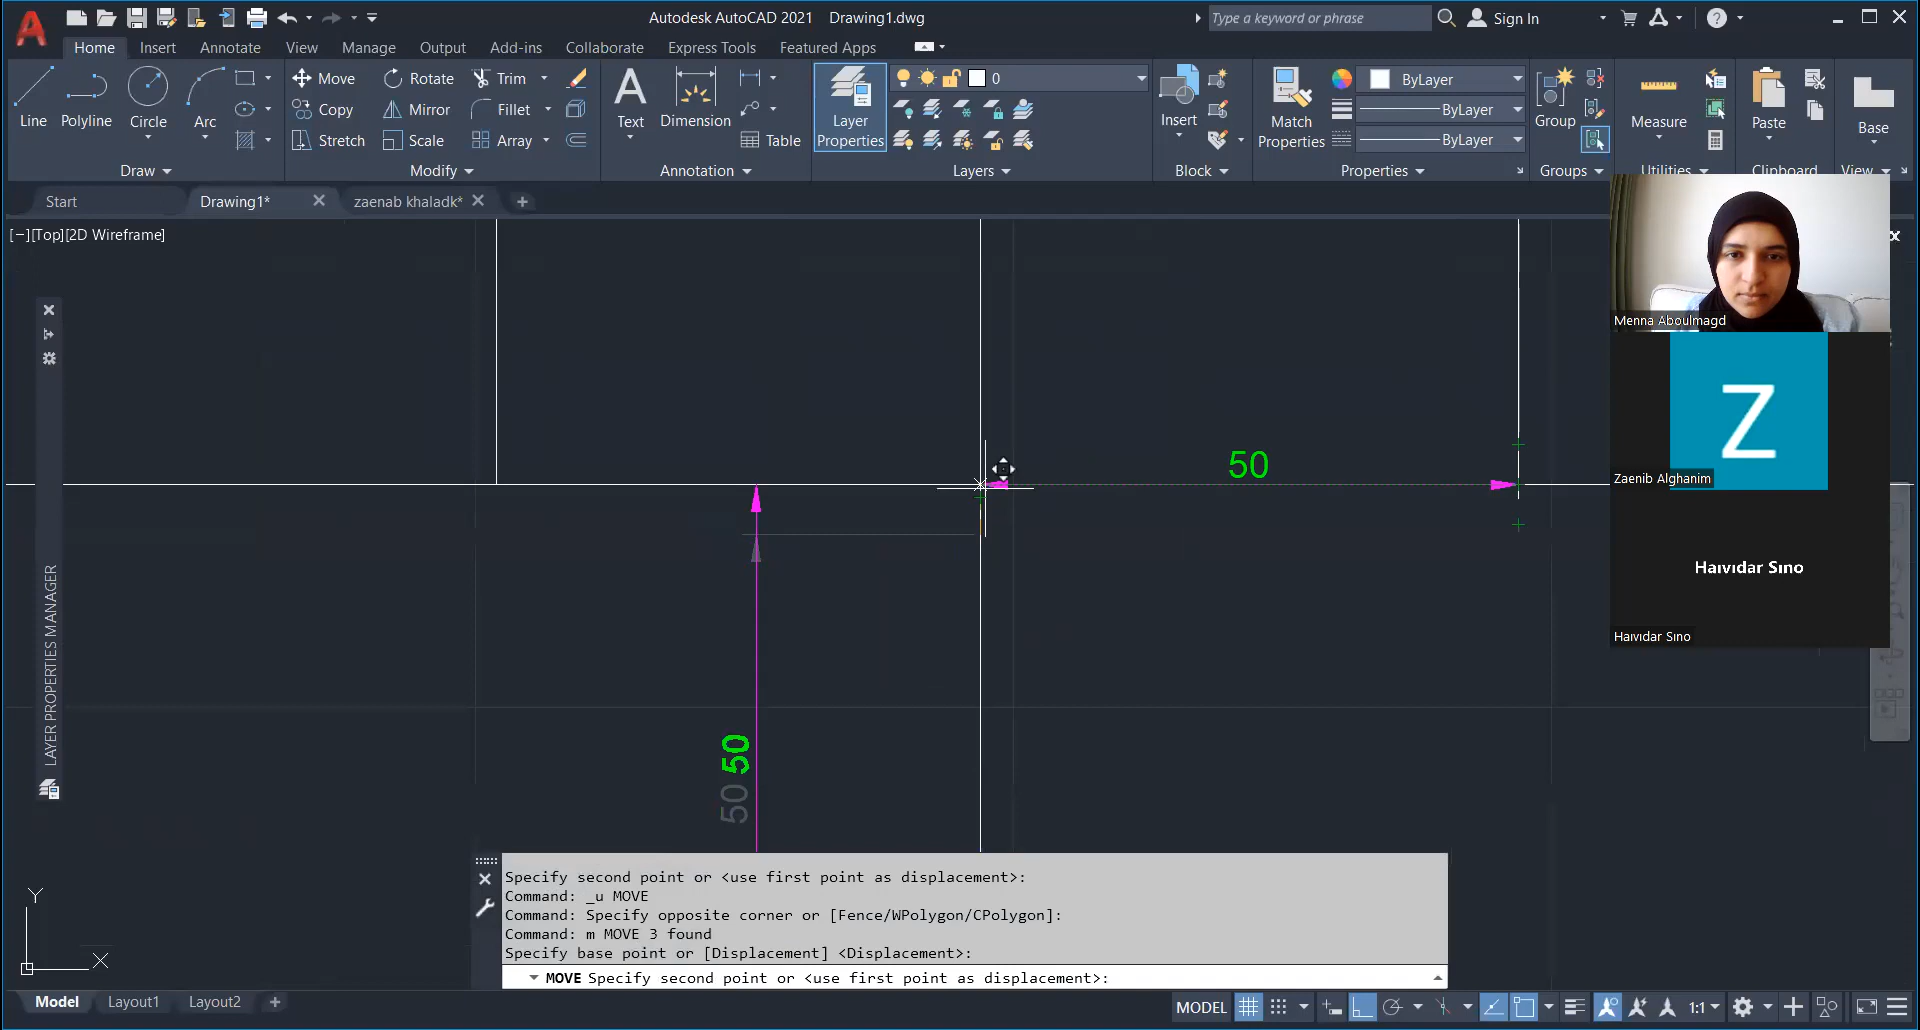 Autodesk AutoCAD 2021 Drawing1.dwg
Type a keyword or phrase
Sign In
Home Insert Annotate View Manage Output Add-ins Collaborate Express Tools Featured Apps
Line Polyline Circle Arc
Move Rotate Trim
Copy Mirror Fillet
Stretch Scale Array
Text Dimension Table
Layer Properties
0
Insert
Match Properties
ByLayer
ByLayer
ByLayer
Group
Measure
Paste
Base
Draw Modify Annotation Layers Block Properties Groups Utilities Clipboard View
Start Drawing1* zaenab khaladk*
[−][Top][2D Wireframe]
Menna Aboulmagd
Z
Zaenib Alghanim
Haıvıdar Sıno
Haıvıdar Sıno
50
50
50
LAYER PROPERTIES MANAGER
Y
X
Specify second point or <use first point as displacement>:
Command: _u MOVE
Command: Specify opposite corner or [Fence/WPolygon/CPolygon]:
Command: m MOVE 3 found
Specify base point or [Displacement] <Displacement>:
MOVE Specify second point or <use first point as displacement>:
Model Layout1 Layout2
MODEL
1:1